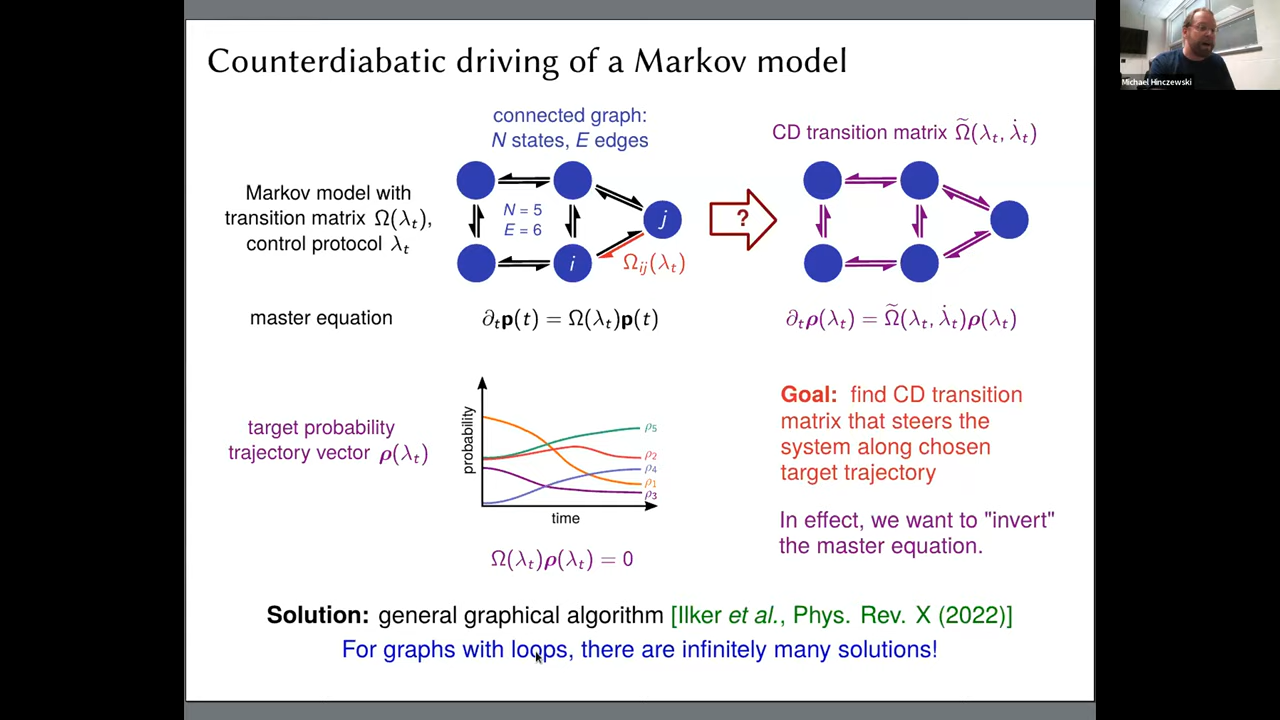 Counterdiabatic driving of a Markov model
connected graph:
N states, E edges
CD transition matrix Ω̃(λₜ, λ̇ₜ)
Markov model with
transition matrix Ω(λₜ),
control protocol λₜ
N = 5
E = 6
j
i
Ωᵢⱼ(λₜ)
?
master equation
∂ₜp(t) = Ω(λₜ)p(t)
∂ₜρ(λₜ) = Ω̃(λₜ, λ̇ₜ)ρ(λₜ)
target probability
trajectory vector ρ(λₜ)
probability
ρ₅
ρ₂
ρ₄
ρ₁
ρ₃
time
Ω(λₜ)ρ(λₜ) = 0
Goal: find CD transition
matrix that steers the
system along chosen
target trajectory
In effect, we want to "invert"
the master equation.
Solution: general graphical algorithm [Ilker et al., Phys. Rev. X (2022)]
For graphs with loops, there are infinitely many solutions!
Michael Hinczewski